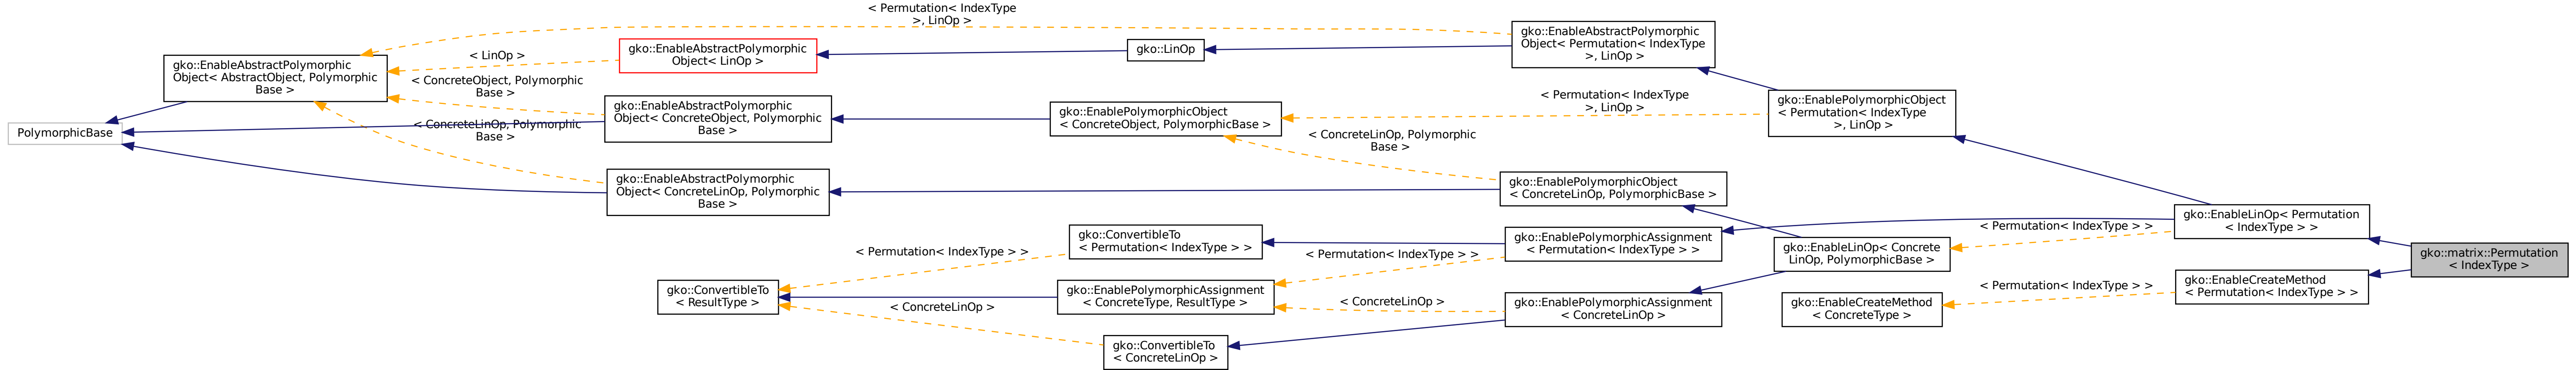 < Permutation< IndexType
>, LinOp >
gko::EnableAbstractPolymorphic
Object< AbstractObject, Polymorphic
Base >
< LinOp >
gko::EnableAbstractPolymorphic
Object< LinOp >
gko::LinOp
gko::EnableAbstractPolymorphic
Object< Permutation< IndexType
>, LinOp >
< ConcreteObject, Polymorphic
Base >
gko::EnableAbstractPolymorphic
Object< ConcreteObject, Polymorphic
Base >
gko::EnablePolymorphicObject
< ConcreteObject, PolymorphicBase >
< Permutation< IndexType
>, LinOp >
gko::EnablePolymorphicObject
< Permutation< IndexType
>, LinOp >
PolymorphicBase
< ConcreteLinOp, Polymorphic
Base >
< ConcreteLinOp, Polymorphic
Base >
gko::EnableAbstractPolymorphic
Object< ConcreteLinOp, Polymorphic
Base >
gko::EnablePolymorphicObject
< ConcreteLinOp, PolymorphicBase >
gko::EnableLinOp< Permutation
< IndexType > >
< Permutation< IndexType > >
gko::ConvertibleTo
< Permutation< IndexType > >
gko::EnablePolymorphicAssignment
< Permutation< IndexType > >
gko::EnableLinOp< Concrete
LinOp, PolymorphicBase >
gko::matrix::Permutation
< IndexType >
< Permutation< IndexType > >
< Permutation< IndexType > >
gko::ConvertibleTo
< ResultType >
gko::EnablePolymorphicAssignment
< ConcreteType, ResultType >
< ConcreteLinOp >
gko::EnablePolymorphicAssignment
< ConcreteLinOp >
gko::EnableCreateMethod
< ConcreteType >
< Permutation< IndexType > >
gko::EnableCreateMethod
< Permutation< IndexType > >
< ConcreteLinOp >
gko::ConvertibleTo
< ConcreteLinOp >